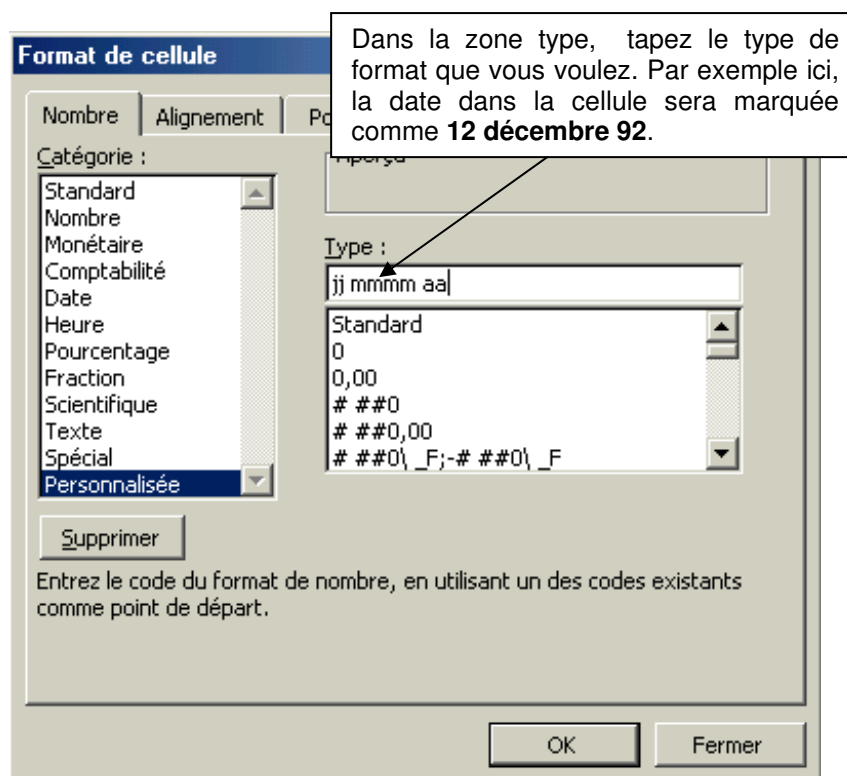 Dans la zone type, tapez le type de
format que vous voulez. Par exemple ici,
la date dans la cellule sera marquée
comme 12 décembre 92.
Format de cellule
Nombre
Alignement
Catégorie :
Standard
Nombre
Monétaire
Comptabilité
Date
Heure
Pourcentage
Fraction
Scientifique
Texte
Spécial
Personnalisée
Aperçu
Type :
jj mmmm aa
Standard
0
0,00
# ##0
# ##0,00
# ##0\ _F;-# ##0\ _F
Supprimer
Entrez le code du format de nombre, en utilisant un des codes existants
comme point de départ.
OK
Fermer